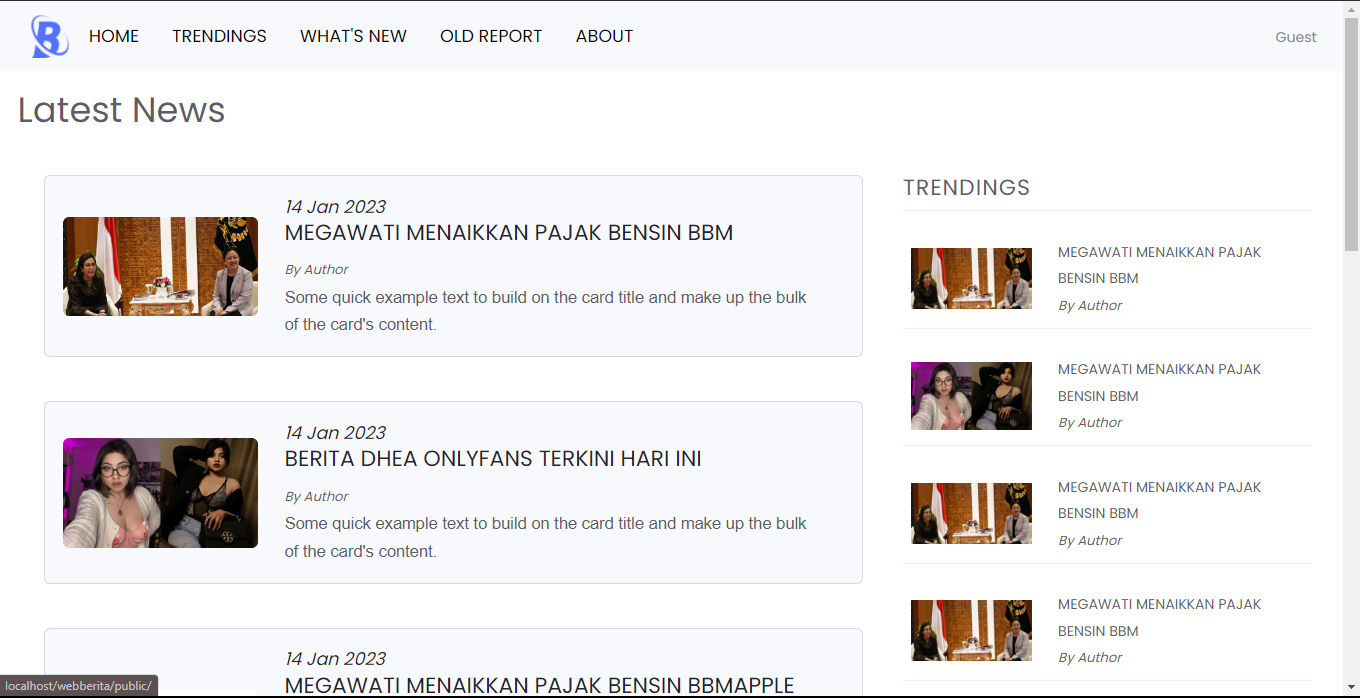 HOME TRENDINGS WHAT'S NEW OLD REPORT ABOUT Guest
Latest News
14 Jan 2023
MEGAWATI MENAIKKAN PAJAK BENSIN BBM
By Author
Some quick example text to build on the card title and make up the bulk
of the card's content.
14 Jan 2023
BERITA DHEA ONLYFANS TERKINI HARI INI
By Author
Some quick example text to build on the card title and make up the bulk
of the card's content.
14 Jan 2023
MEGAWATI MENAIKKAN PAJAK BENSIN BBMAPPLE
TRENDINGS
MEGAWATI MENAIKKAN PAJAK
BENSIN BBM
By Author
MEGAWATI MENAIKKAN PAJAK
BENSIN BBM
By Author
MEGAWATI MENAIKKAN PAJAK
BENSIN BBM
By Author
MEGAWATI MENAIKKAN PAJAK
BENSIN BBM
By Author
localhost/webberita/public/